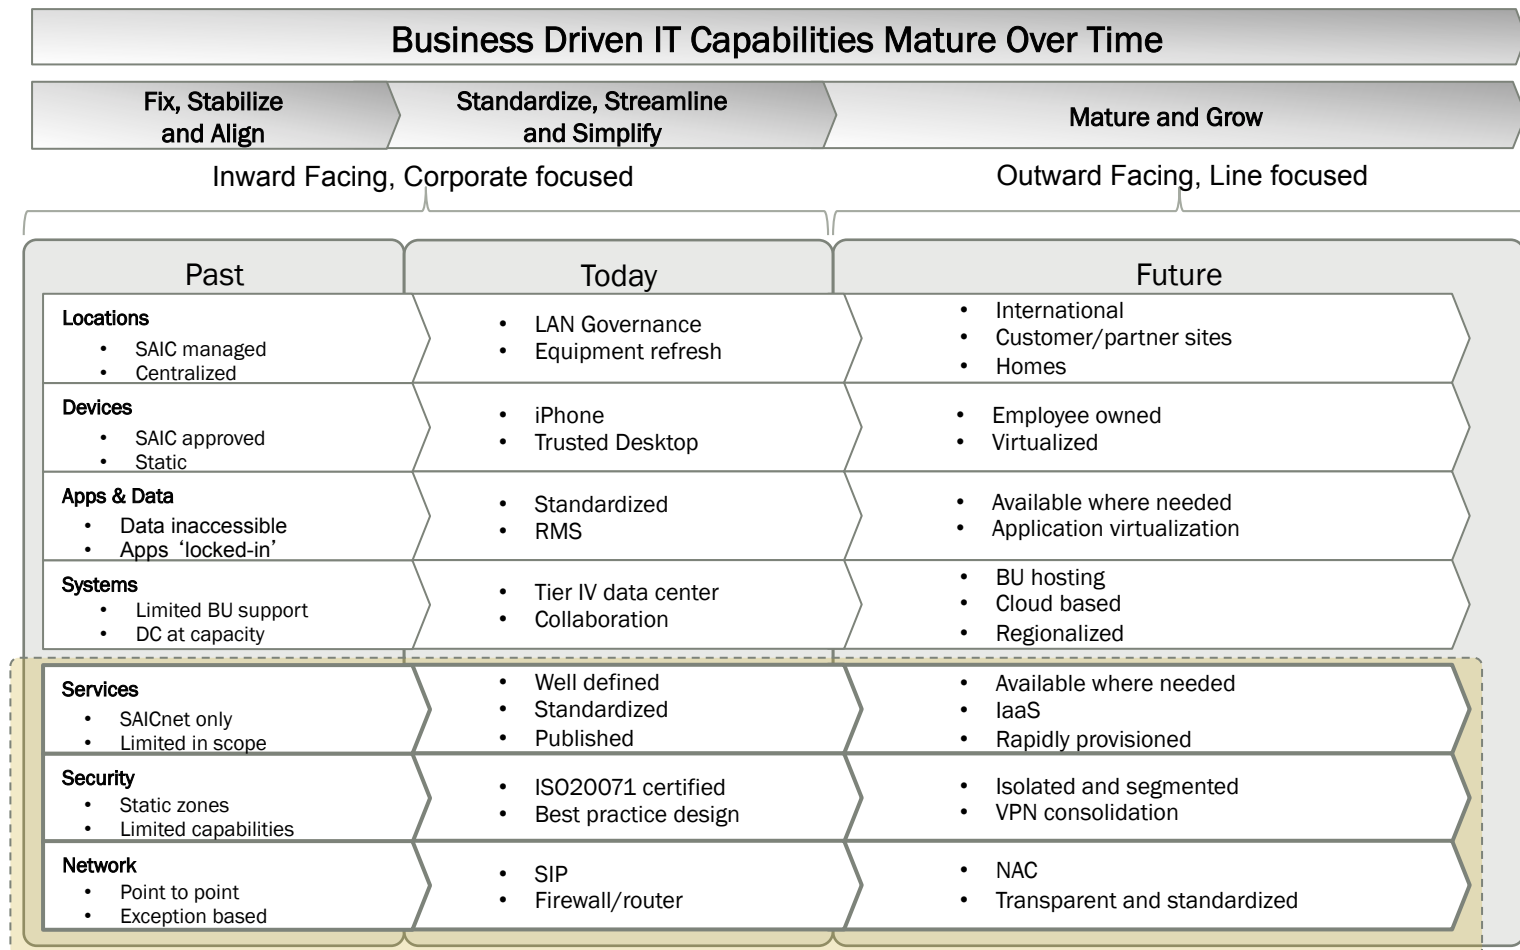 Business Driven IT Capabilities Mature Over Time
Fix, Stabilize
and Align
Standardize, Streamline
and Simplify
Mature and Grow
Inward Facing, Corporate focused
Outward Facing, Line focused
Past
Today
Future
Locations
• SAIC managed
• Centralized
• LAN Governance
• Equipment refresh
• International
• Customer/partner sites
• Homes
Devices
• SAIC approved
• Static
• iPhone
• Trusted Desktop
• Employee owned
• Virtualized
Apps & Data
• Data inaccessible
• Apps ‘locked-in’
• Standardized
• RMS
• Available where needed
• Application virtualization
Systems
• Limited BU support
• DC at capacity
• Tier IV data center
• Collaboration
• BU hosting
• Cloud based
• Regionalized
Services
• SAICnet only
• Limited in scope
• Well defined
• Standardized
• Published
• Available where needed
• IaaS
• Rapidly provisioned
Security
• Static zones
• Limited capabilities
• ISO20071 certified
• Best practice design
• Isolated and segmented
• VPN consolidation
Network
• Point to point
• Exception based
• SIP
• Firewall/router
• NAC
• Transparent and standardized